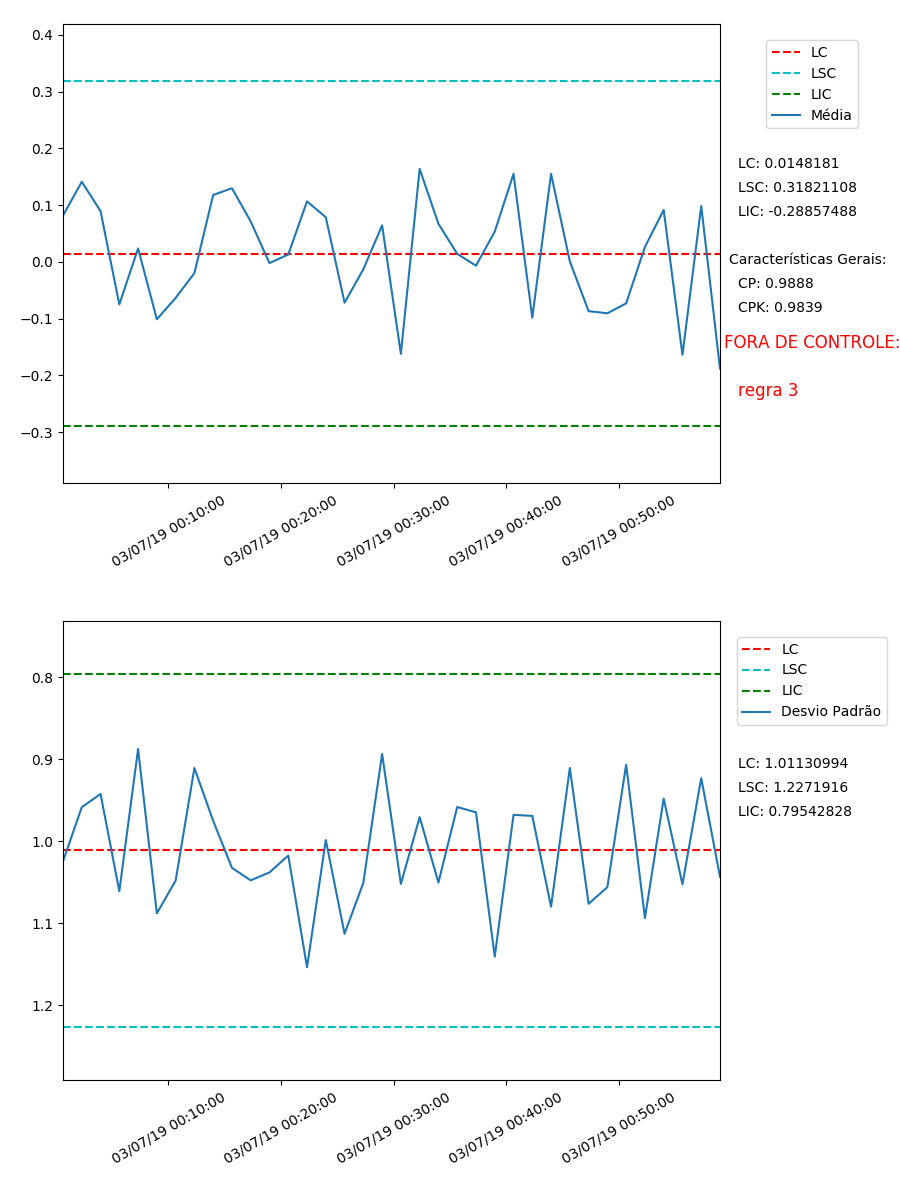 0.4
0.3
0.2
0.1
0.0
−0.1
−0.2
−0.3
03/07/19 00:10:00
03/07/19 00:20:00
03/07/19 00:30:00
03/07/19 00:40:00
03/07/19 00:50:00
LC
LSC
LIC
Média
LC: 0.0148181
LSC: 0.31821108
LIC: -0.28857488
Características Gerais:
CP: 0.9888
CPK: 0.9839
FORA DE CONTROLE:
regra 3
0.8
0.9
1.0
1.1
1.2
03/07/19 00:10:00
03/07/19 00:20:00
03/07/19 00:30:00
03/07/19 00:40:00
03/07/19 00:50:00
LC
LSC
LIC
Desvio Padrão
LC: 1.01130994
LSC: 1.2271916
LIC: 0.79542828